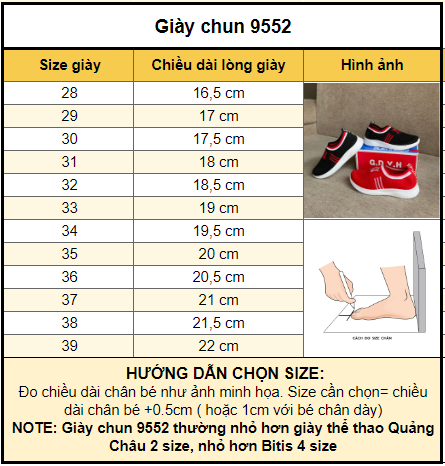 Giày chun 9552
Size giày Chiều dài lòng giày Hình ảnh
28 16,5 cm
29 17 cm
30 17,5 cm
31 18 cm
32 18,5 cm
33 19 cm
34 19,5 cm
35 20 cm
36 20,5 cm
37 21 cm
38 21,5 cm
39 22 cm
G.D.V.H
CÁCH ĐO SIZE CHÂN
HƯỚNG DẪN CHỌN SIZE:
Đo chiều dài chân bé như ảnh minh họa. Size cần chọn= chiều
dài chân bé +0.5cm ( hoặc 1cm với bé chân dày)
NOTE: Giày chun 9552 thường nhỏ hơn giày thể thao Quảng
Châu 2 size, nhỏ hơn Bitis 4 size